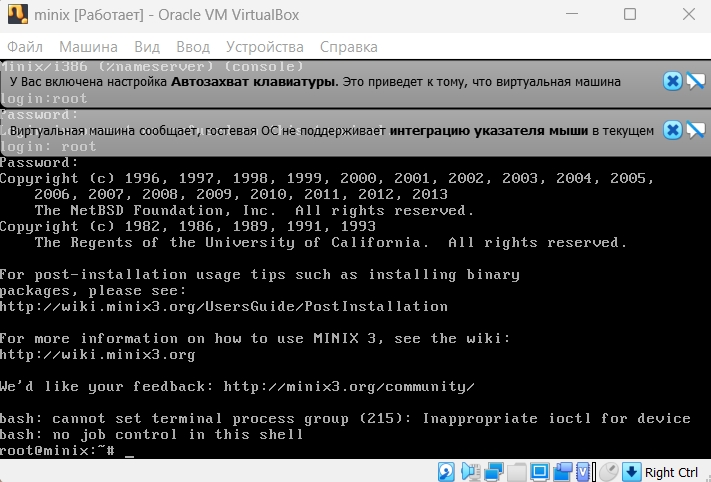 minix [Работает] - Oracle VM VirtualBox
Файл Машина Вид Ввод Устройства Справка
Minix/i386 (%nameserver) (console)
У Вас включена настройка Автозахват клавиатуры. Это приведет к тому, что виртуальная машина
login:root
Password:
Виртуальная машина сообщает, гостевая ОС не поддерживает интеграцию указателя мыши в текущем
login: root
Password:
Copyright (c) 1996, 1997, 1998, 1999, 2000, 2001, 2002, 2003, 2004, 2005,
2006, 2007, 2008, 2009, 2010, 2011, 2012, 2013
The NetBSD Foundation, Inc. All rights reserved.
Copyright (c) 1982, 1986, 1989, 1991, 1993
The Regents of the University of California. All rights reserved.
For post-installation usage tips such as installing binary
packages, please see:
http://wiki.minix3.org/UsersGuide/PostInstallation
For more information on how to use MINIX 3, see the wiki:
http://wiki.minix3.org
We'd like your feedback: http://minix3.org/community/
bash: cannot set terminal process group (215): Inappropriate ioctl for device
bash: no job control in this shell
root@minix:~# _
Right Ctrl